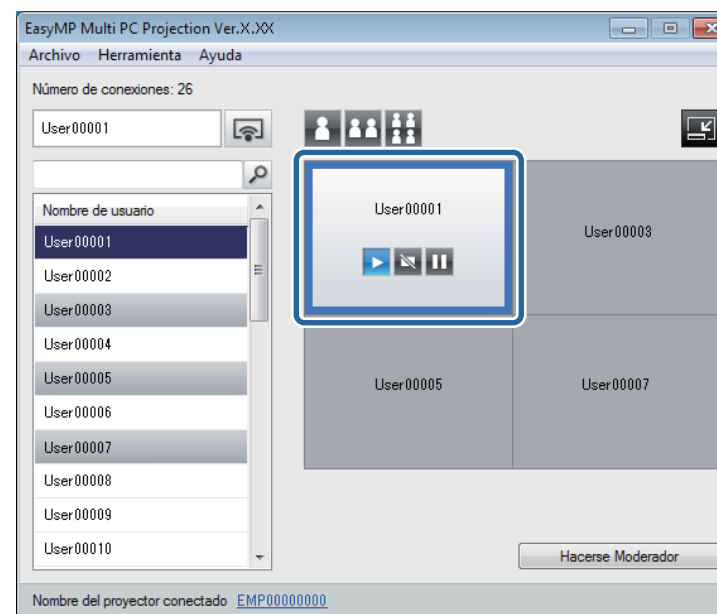 EasyMP Multi PC Projection Ver.X.XX
Archivo Herramienta Ayuda
Número de conexiones: 26
User00001
Nombre de usuario
User00001
User00002
User00003
User00004
User00005
User00006
User00007
User00008
User00009
User00010
User00001
User00003
User00005
User00007
Hacerse Moderador
Nombre del proyector conectado EMP00000000